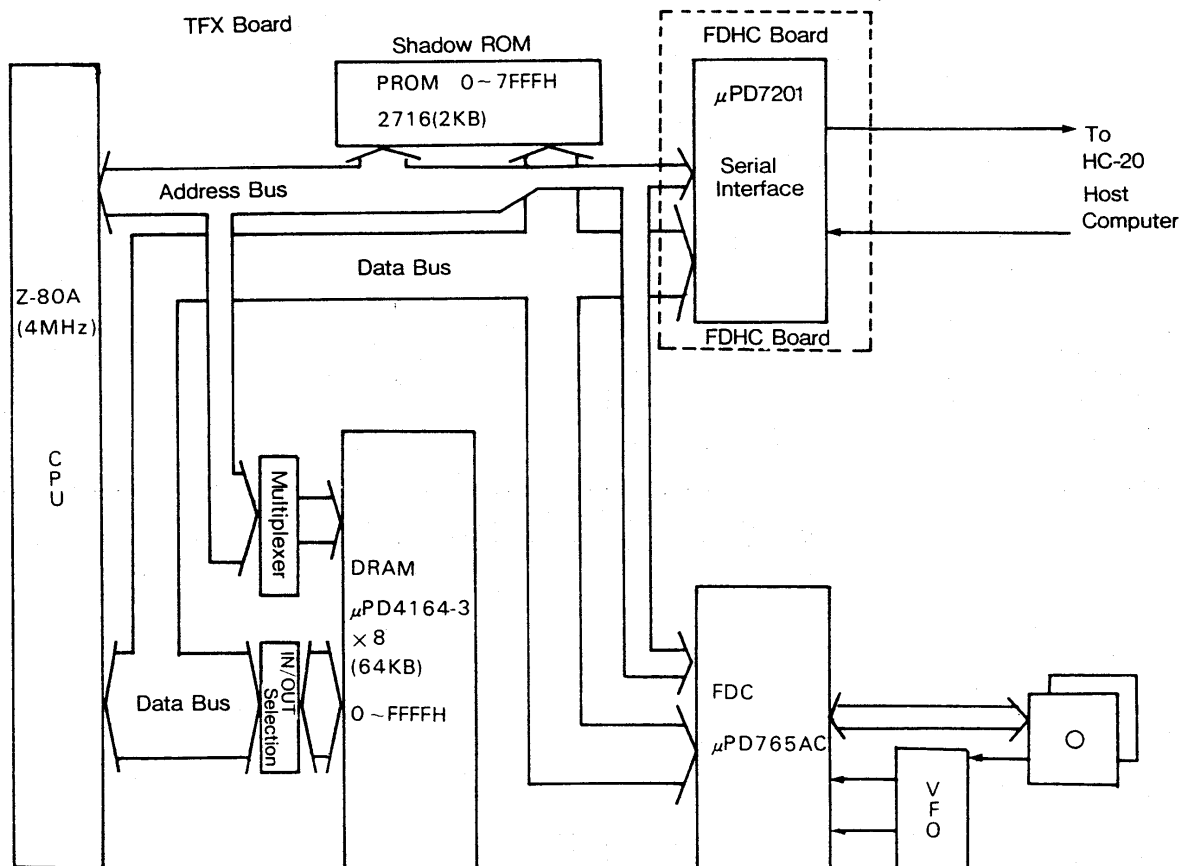 TFX Board
Shadow ROM
PROM 0~7FFFH
2716(2KB)
FDHC Board
μPD7201
Serial
Interface
FDHC Board
To
HC-20
Host
Computer
Address Bus
Data Bus
Z-80A
(4MHz)
CPU
Multiplexer
DRAM
μPD4164-3
×8
(64KB)
0~FFFFH
Data Bus
IN/OUT
Selection
FDC
μPD765AC
VFO